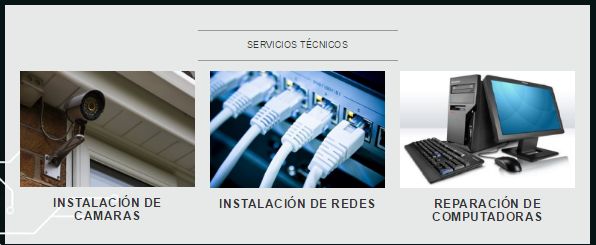 SERVICIOS TÉCNICOS
INSTALACIÓN DE
CAMARAS
INSTALACIÓN DE REDES
REPARACIÓN DE
COMPUTADORAS